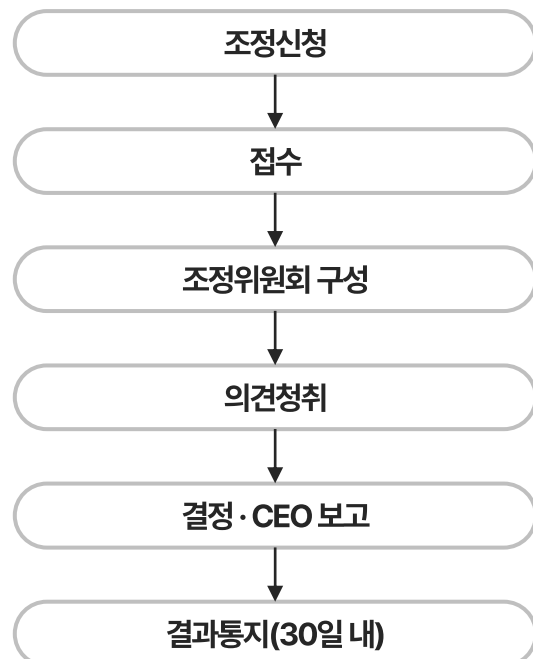 조정신청
접수
조정위원회 구성
의견청취
결정 · CEO 보고
결과통지(30일 내)